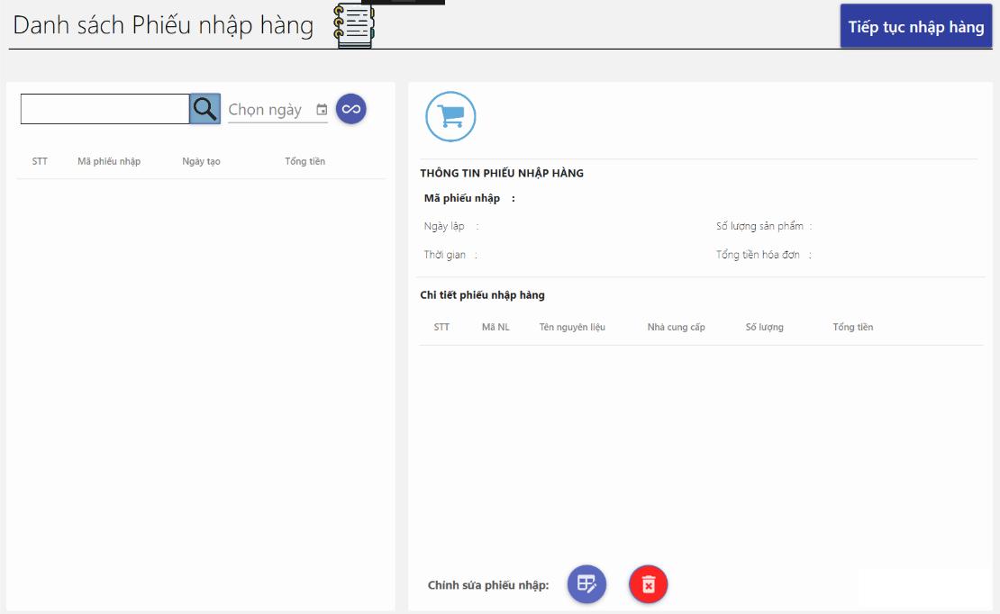 Danh sách Phiếu nhập hàng
Tiếp tục nhập hàng
Chọn ngày
STT Mã phiếu nhập Ngày tạo Tổng tiền
THÔNG TIN PHIẾU NHẬP HÀNG
Mã phiếu nhập :
Ngày lập : Số lượng sản phẩm :
Thời gian : Tổng tiền hóa đơn :
Chi tiết phiếu nhập hàng
STT Mã NL Tên nguyên liệu Nhà cung cấp Số lượng Tổng tiền
Chỉnh sửa phiếu nhập: